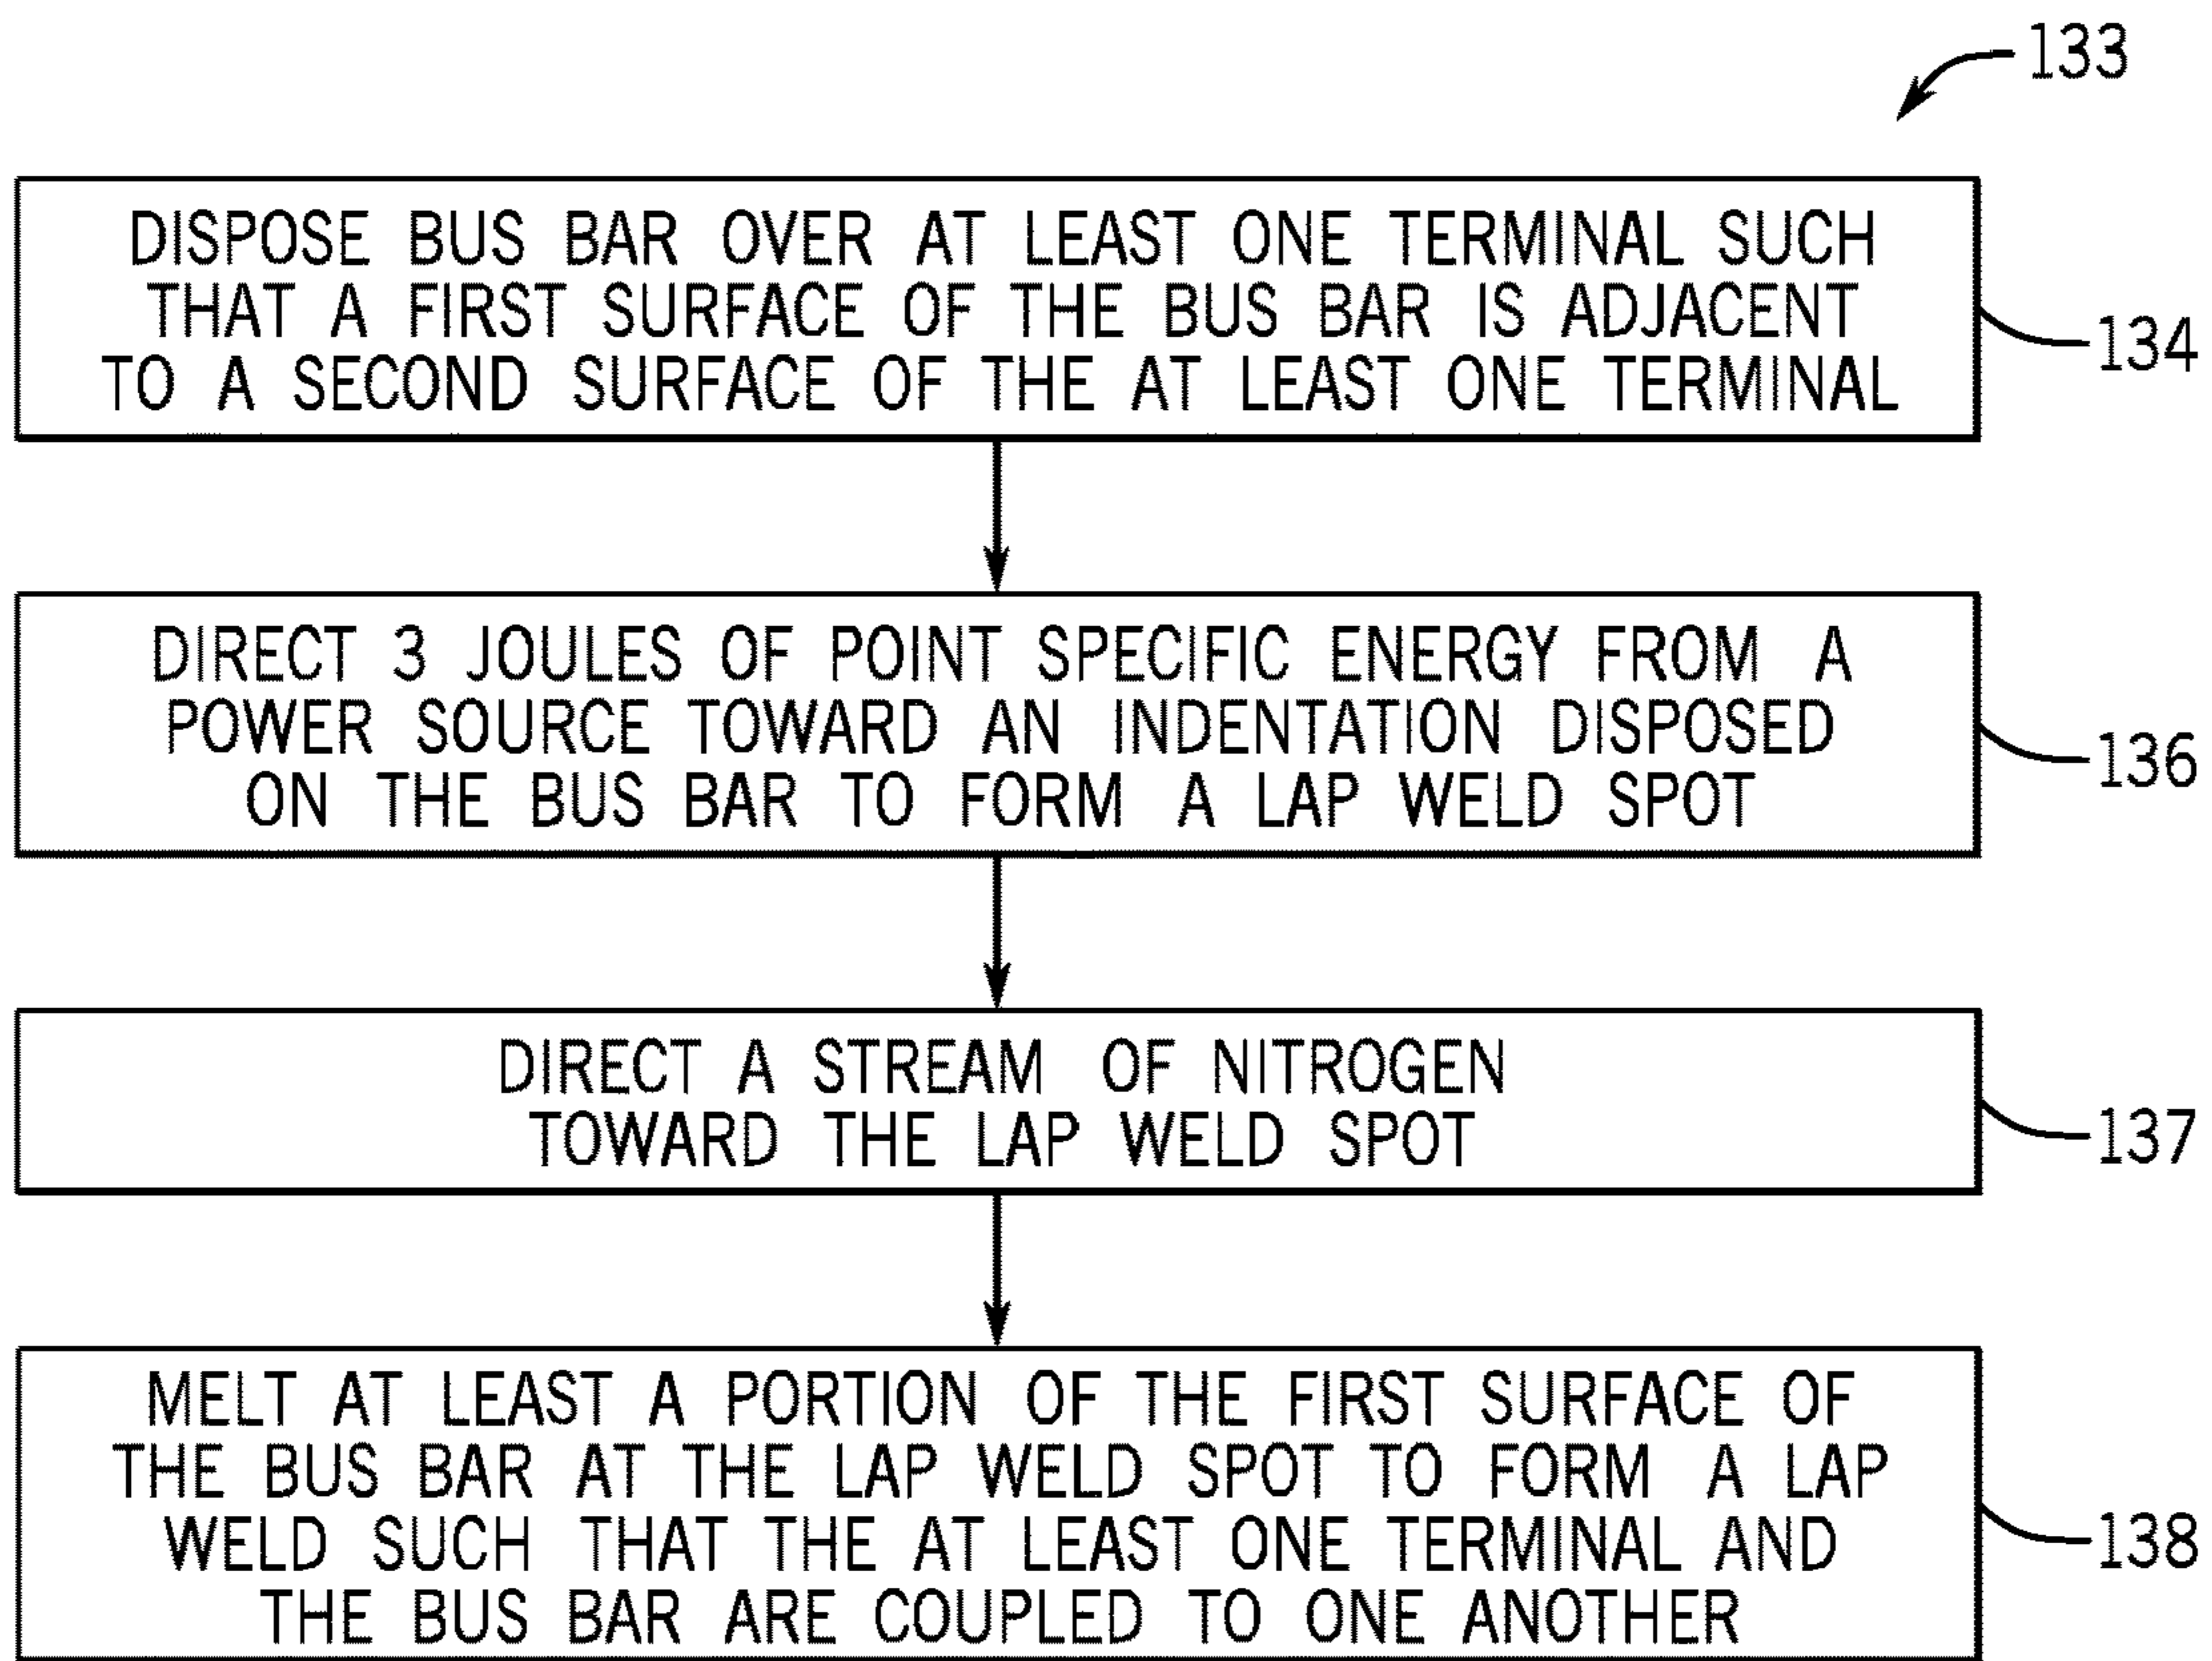 133
DISPOSE BUS BAR OVER AT LEAST ONE TERMINAL SUCH
THAT A FIRST SURFACE OF THE BUS BAR IS ADJACENT
TO A SECOND SURFACE OF THE AT LEAST ONE TERMINAL
134
DIRECT 3 JOULES OF POINT SPECIFIC ENERGY FROM A
POWER SOURCE TOWARD AN INDENTATION DISPOSED
ON THE BUS BAR TO FORM A LAP WELD SPOT
136
DIRECT A STREAM OF NITROGEN
TOWARD THE LAP WELD SPOT
137
MELT AT LEAST A PORTION OF THE FIRST SURFACE OF
THE BUS BAR AT THE LAP WELD SPOT TO FORM A LAP
WELD SUCH THAT THE AT LEAST ONE TERMINAL AND
THE BUS BAR ARE COUPLED TO ONE ANOTHER
138